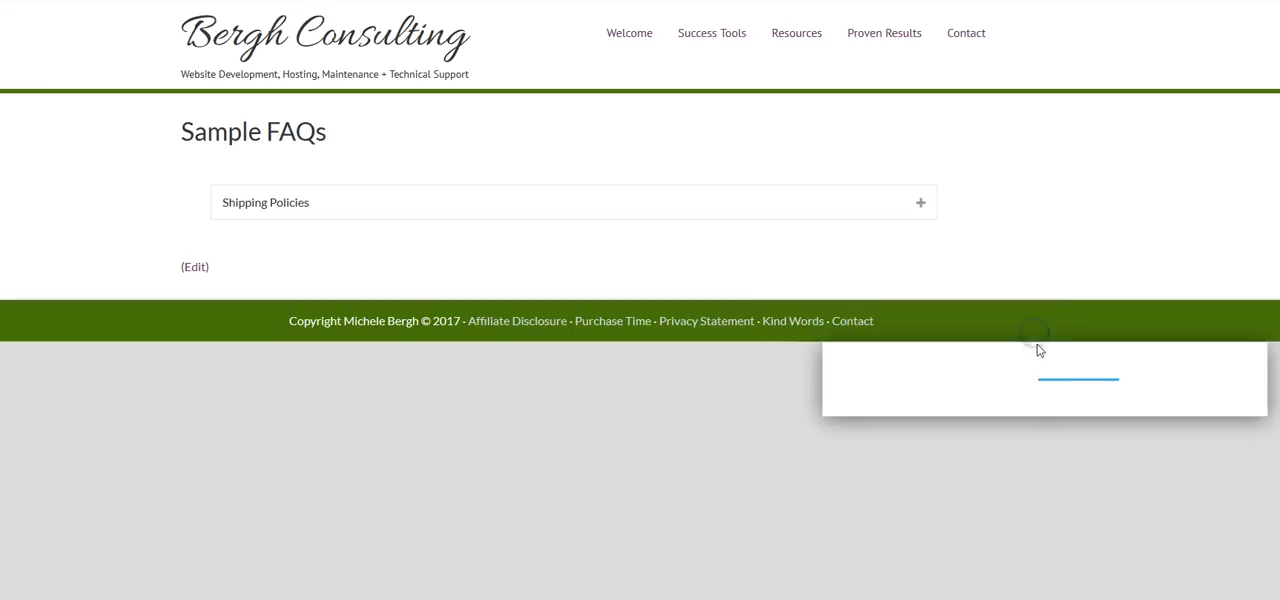 Bergh Consulting
Website Development, Hosting, Maintenance + Technical Support
Welcome Success Tools Resources Proven Results Contact
Sample FAQs
Shipping Policies +
(Edit)
Copyright Michele Bergh © 2017 · Affiliate Disclosure · Purchase Time · Privacy Statement · Kind Words · Contact